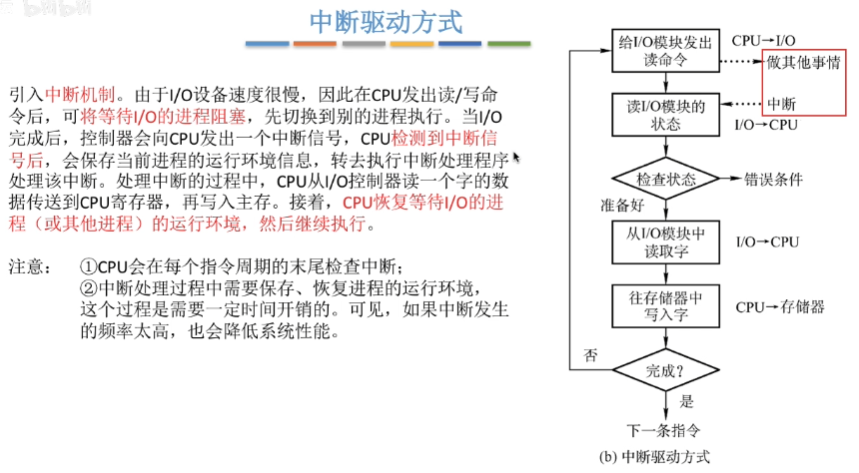 bilibili
中断驱动方式
引入中断机制。由于I/O设备速度很慢，因此在CPU发出读/写命
令后，可将等待I/O的进程阻塞，先切换到别的进程执行。当I/O
完成后，控制器会向CPU发出一个中断信号，CPU检测到中断信
号后，会保存当前进程的运行环境信息，转去执行中断处理程序
处理该中断。处理中断的过程中，CPU从I/O控制器读一个字的数
据传送到CPU寄存器，再写入主存。接着，CPU恢复等待I/O的进
程（或其他进程）的运行环境，然后继续执行。
注意： ①CPU会在每个指令周期的末尾检查中断；
②中断处理过程中需要保存、恢复进程的运行环境，
这个过程是需要一定时间开销的。可见，如果中断发生
的频率太高，也会降低系统性能。
给I/O模块发出
读命令
CPU→I/O
做其他事情
中断
读I/O模块的
状态
I/O→CPU
检查状态
错误条件
准备好
从I/O模块中
读取字
I/O→CPU
往存储器中
写入字
CPU→存储器
否
完成？
是
下一条指令
(b) 中断驱动方式